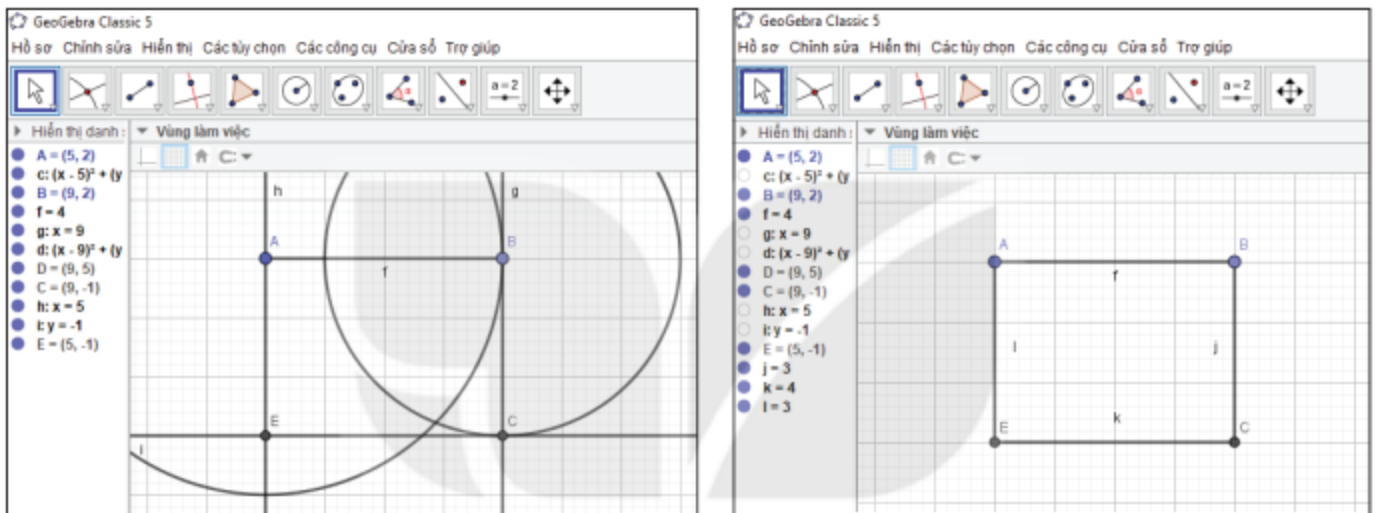 GeoGebra Classic 5
Hồ sơ Chỉnh sửa Hiển thị Các tùy chọn Các công cụ Cửa sổ Trợ giúp
a=2
Hiển thị danh :
Vùng làm việc
A = (5, 2)
c: (x - 5)² + (y
B = (9, 2)
f = 4
g: x = 9
d: (x - 9)² + (y
D = (9, 5)
C = (9, -1)
h: x = 5
i: y = -1
E = (5, -1)
h
g
A
B
f
E
C
i
GeoGebra Classic 5
Hồ sơ Chỉnh sửa Hiển thị Các tùy chọn Các công cụ Cửa sổ Trợ giúp
a=2
Hiển thị danh :
Vùng làm việc
A = (5, 2)
c: (x - 5)² + (y
B = (9, 2)
f = 4
g: x = 9
d: (x - 9)² + (y
D = (9, 5)
C = (9, -1)
h: x = 5
i: y = -1
E = (5, -1)
j = 3
k = 4
l = 3
A
B
f
l
j
E
k
C